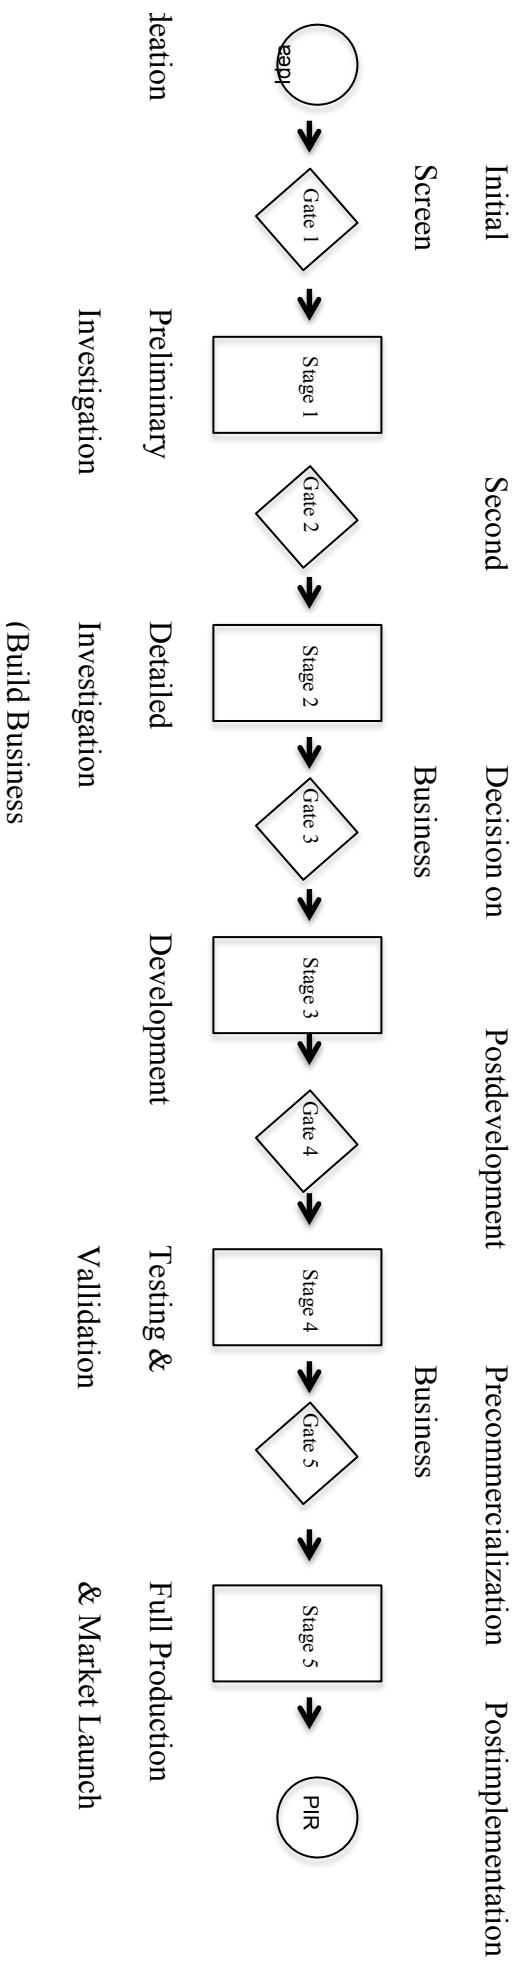 Initial
Screen
Second
Decision on
Business
Postdevelopment
Precommercialization
Business
Postimplementation
Idea
Gate 1
Stage 1
Gate 2
Stage 2
Gate 3
Stage 3
Gate 4
Stage 4
Gate 5
Stage 5
PIR
deation
Preliminary
Investigation
Detailed
Investigation
(Build Business
Development
Testing &
Vallidation
Full Production
& Market Launch